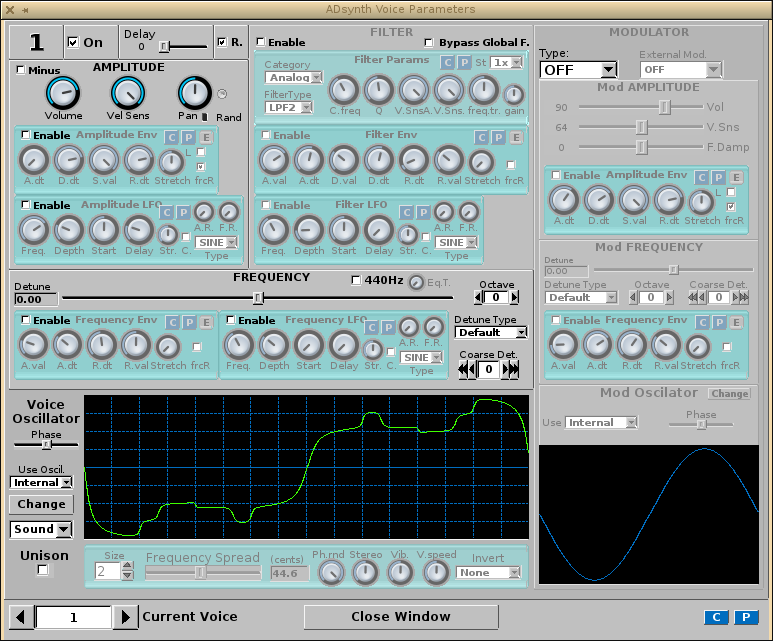 ADsynth Voice Parameters
1
On
Delay
0
R.
Minus
AMPLITUDE
Volume
Vel Sens
Pan
Rand
Enable
Amplitude Env
C
P
E
A.dt
D.dt
S.val
R.dt
Stretch
L
frcR
Enable
Amplitude LFO
C
P
A.R.
F.R.
Freq.
Depth
Start
Delay
Str.
C.
SINE
Type
FILTER
Enable
Bypass Global F.
Category
Analog
FilterType
LPF2
Filter Params
C
P
St
1x
C.freq
Q
V.SnsA.
V.Sns.
freq.tr.
gain
Enable
Filter Env
C
P
E
A.val
A.dt
D.val
D.dt
R.dt
R.val
Stretch
frcR
Enable
Filter LFO
C
P
A.R.
F.R.
Freq.
Depth
Start
Delay
Str.
C.
SINE
Type
FREQUENCY
Detune
0.00
440Hz
Eq.T.
Octave
0
Enable
Frequency Env
C
P
E
A.val
A.dt
R.dt
R.val
Stretch
frcR
Enable
Frequency LFO
C
P
A.R.
F.R.
Freq.
Depth
Start
Delay
Str.
C.
SINE
Type
Detune Type
Default
Coarse Det.
0
MODULATOR
Type:
OFF
External Mod.
OFF
Mod AMPLITUDE
90
Vol
64
V.Sns
0
F.Damp
Enable
Amplitude Env
C
P
E
A.dt
D.dt
S.val
R.dt
Stretch
L
frcR
Mod FREQUENCY
Detune
0.00
Detune Type
Default
Octave
0
Coarse Det.
0
Enable
Frequency Env
C
P
E
A.val
A.dt
R.dt
R.val
Stretch
frcR
Mod Oscilator
Change
Use
Internal
Phase
Voice
Oscillator
Phase
Use Oscil.
Internal
Change
Sound
Unison
Size
2
Frequency Spread
(cents)
44.6
Ph.rnd
Stereo
Vib.
V.speed
Invert
None
1
Current Voice
Close Window
C
P